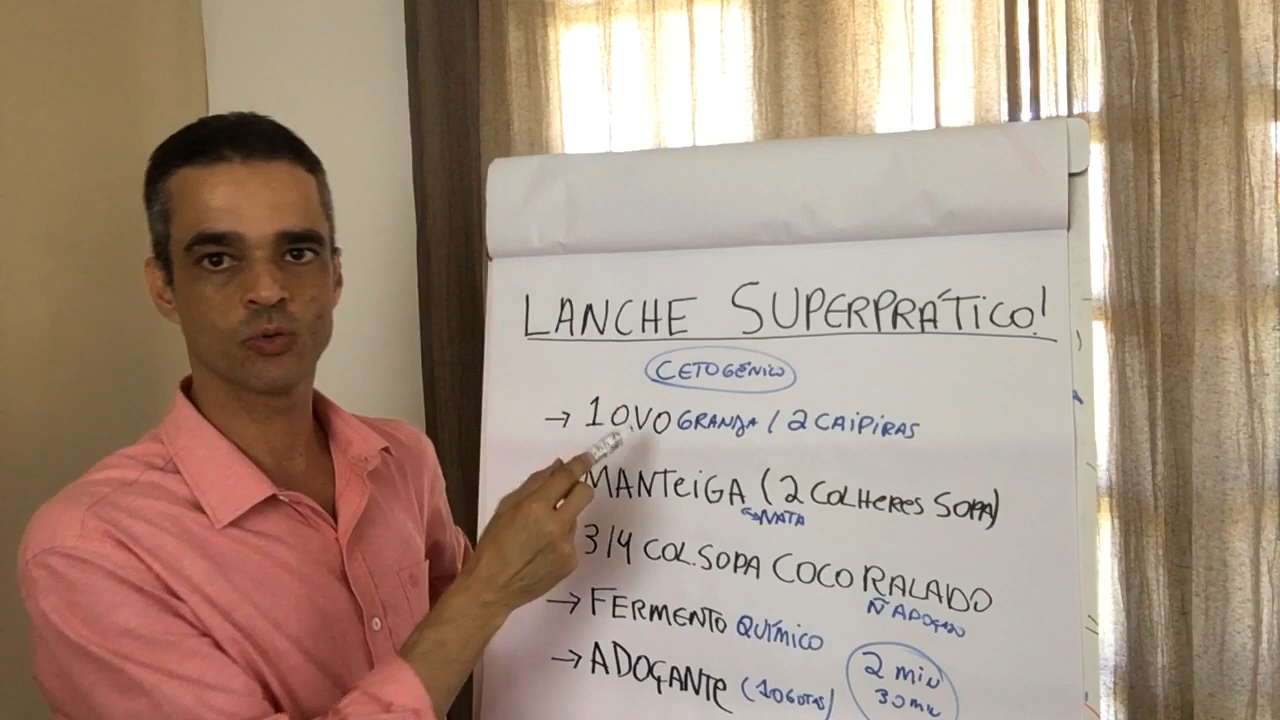 LANCHE SUPERPRÁTICO!
CETOGÊNICO
→ 1 OVO GRANJA / 2 CAIPIRAS
MANTEIGA (2 COLHERES SOPA)
NATA
3/4 COL. SOPA COCO RALADO
Ñ ADOÇADO
→ FERMENTO QUÍMICO
→ ADOÇANTE (10 GOTAS)
2 min
30